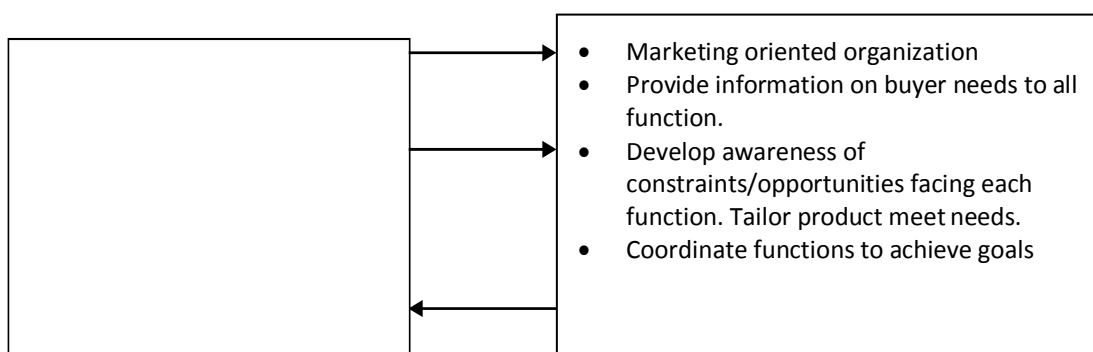 • Marketing oriented organization
• Provide information on buyer needs to all
function.
• Develop awareness of
constraints/opportunities facing each
function. Tailor product meet needs.
• Coordinate functions to achieve goals